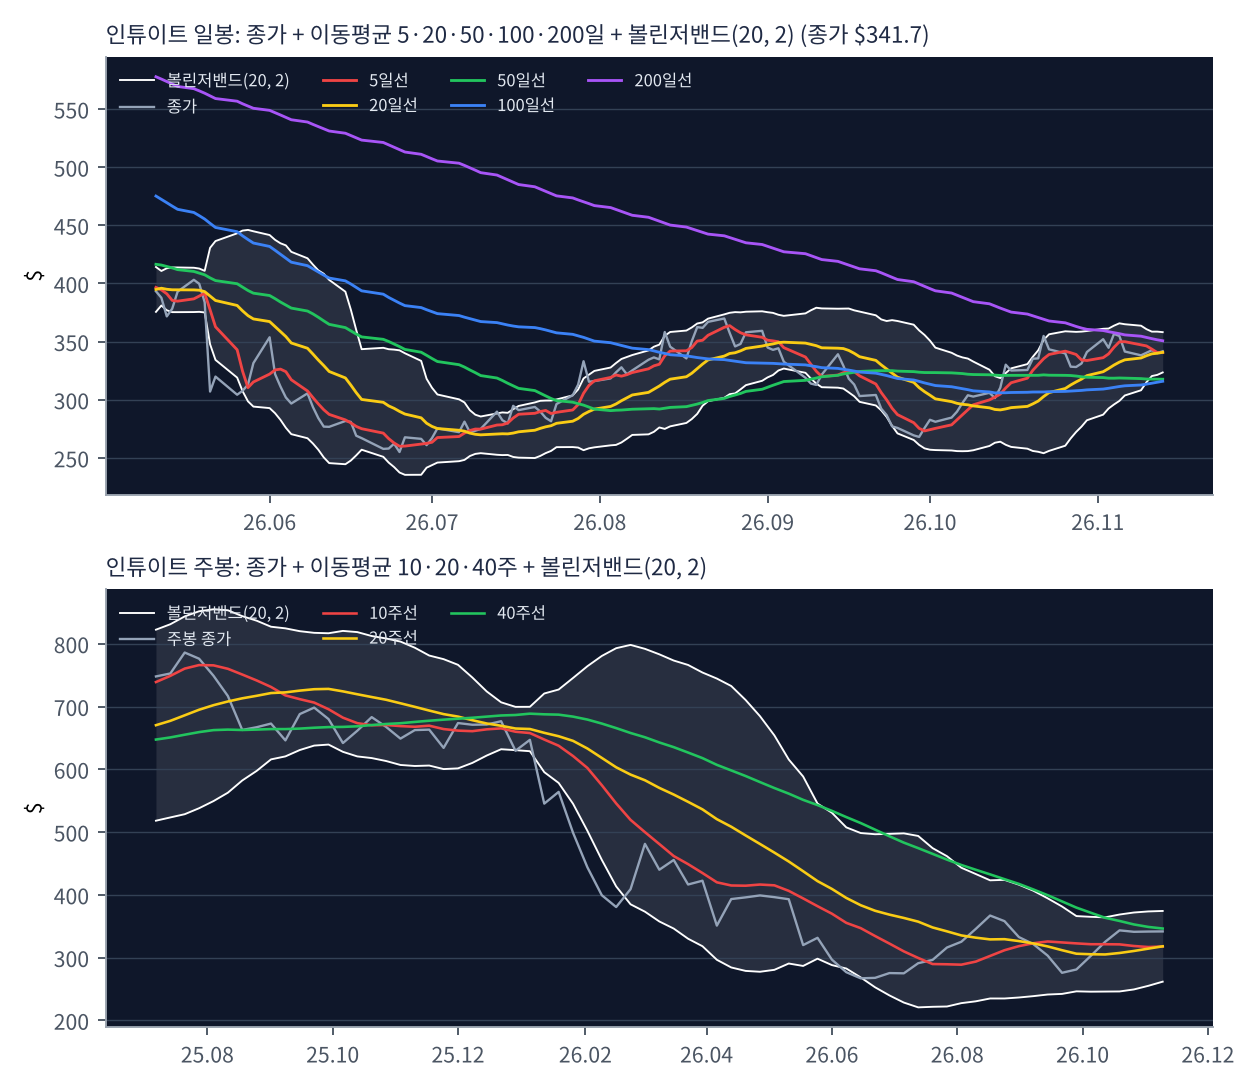 인튜이트 일봉: 종가 + 이동평균 5·20·50·100·200일 + 볼린저밴드(20, 2) (종가 $341.7)
볼린저밴드(20, 2) 5일선 50일선 200일선
종가 20일선 100일선
550
500
450
400
350
300
250
$
26.06 26.07 26.08 26.09 26.10 26.11
인튜이트 주봉: 종가 + 이동평균 10·20·40주 + 볼린저밴드(20, 2)
볼린저밴드(20, 2) 10주선 40주선
주봉 종가 20주선
800
700
600
500
400
300
200
$
25.08 25.10 25.12 26.02 26.04 26.06 26.08 26.10 26.12